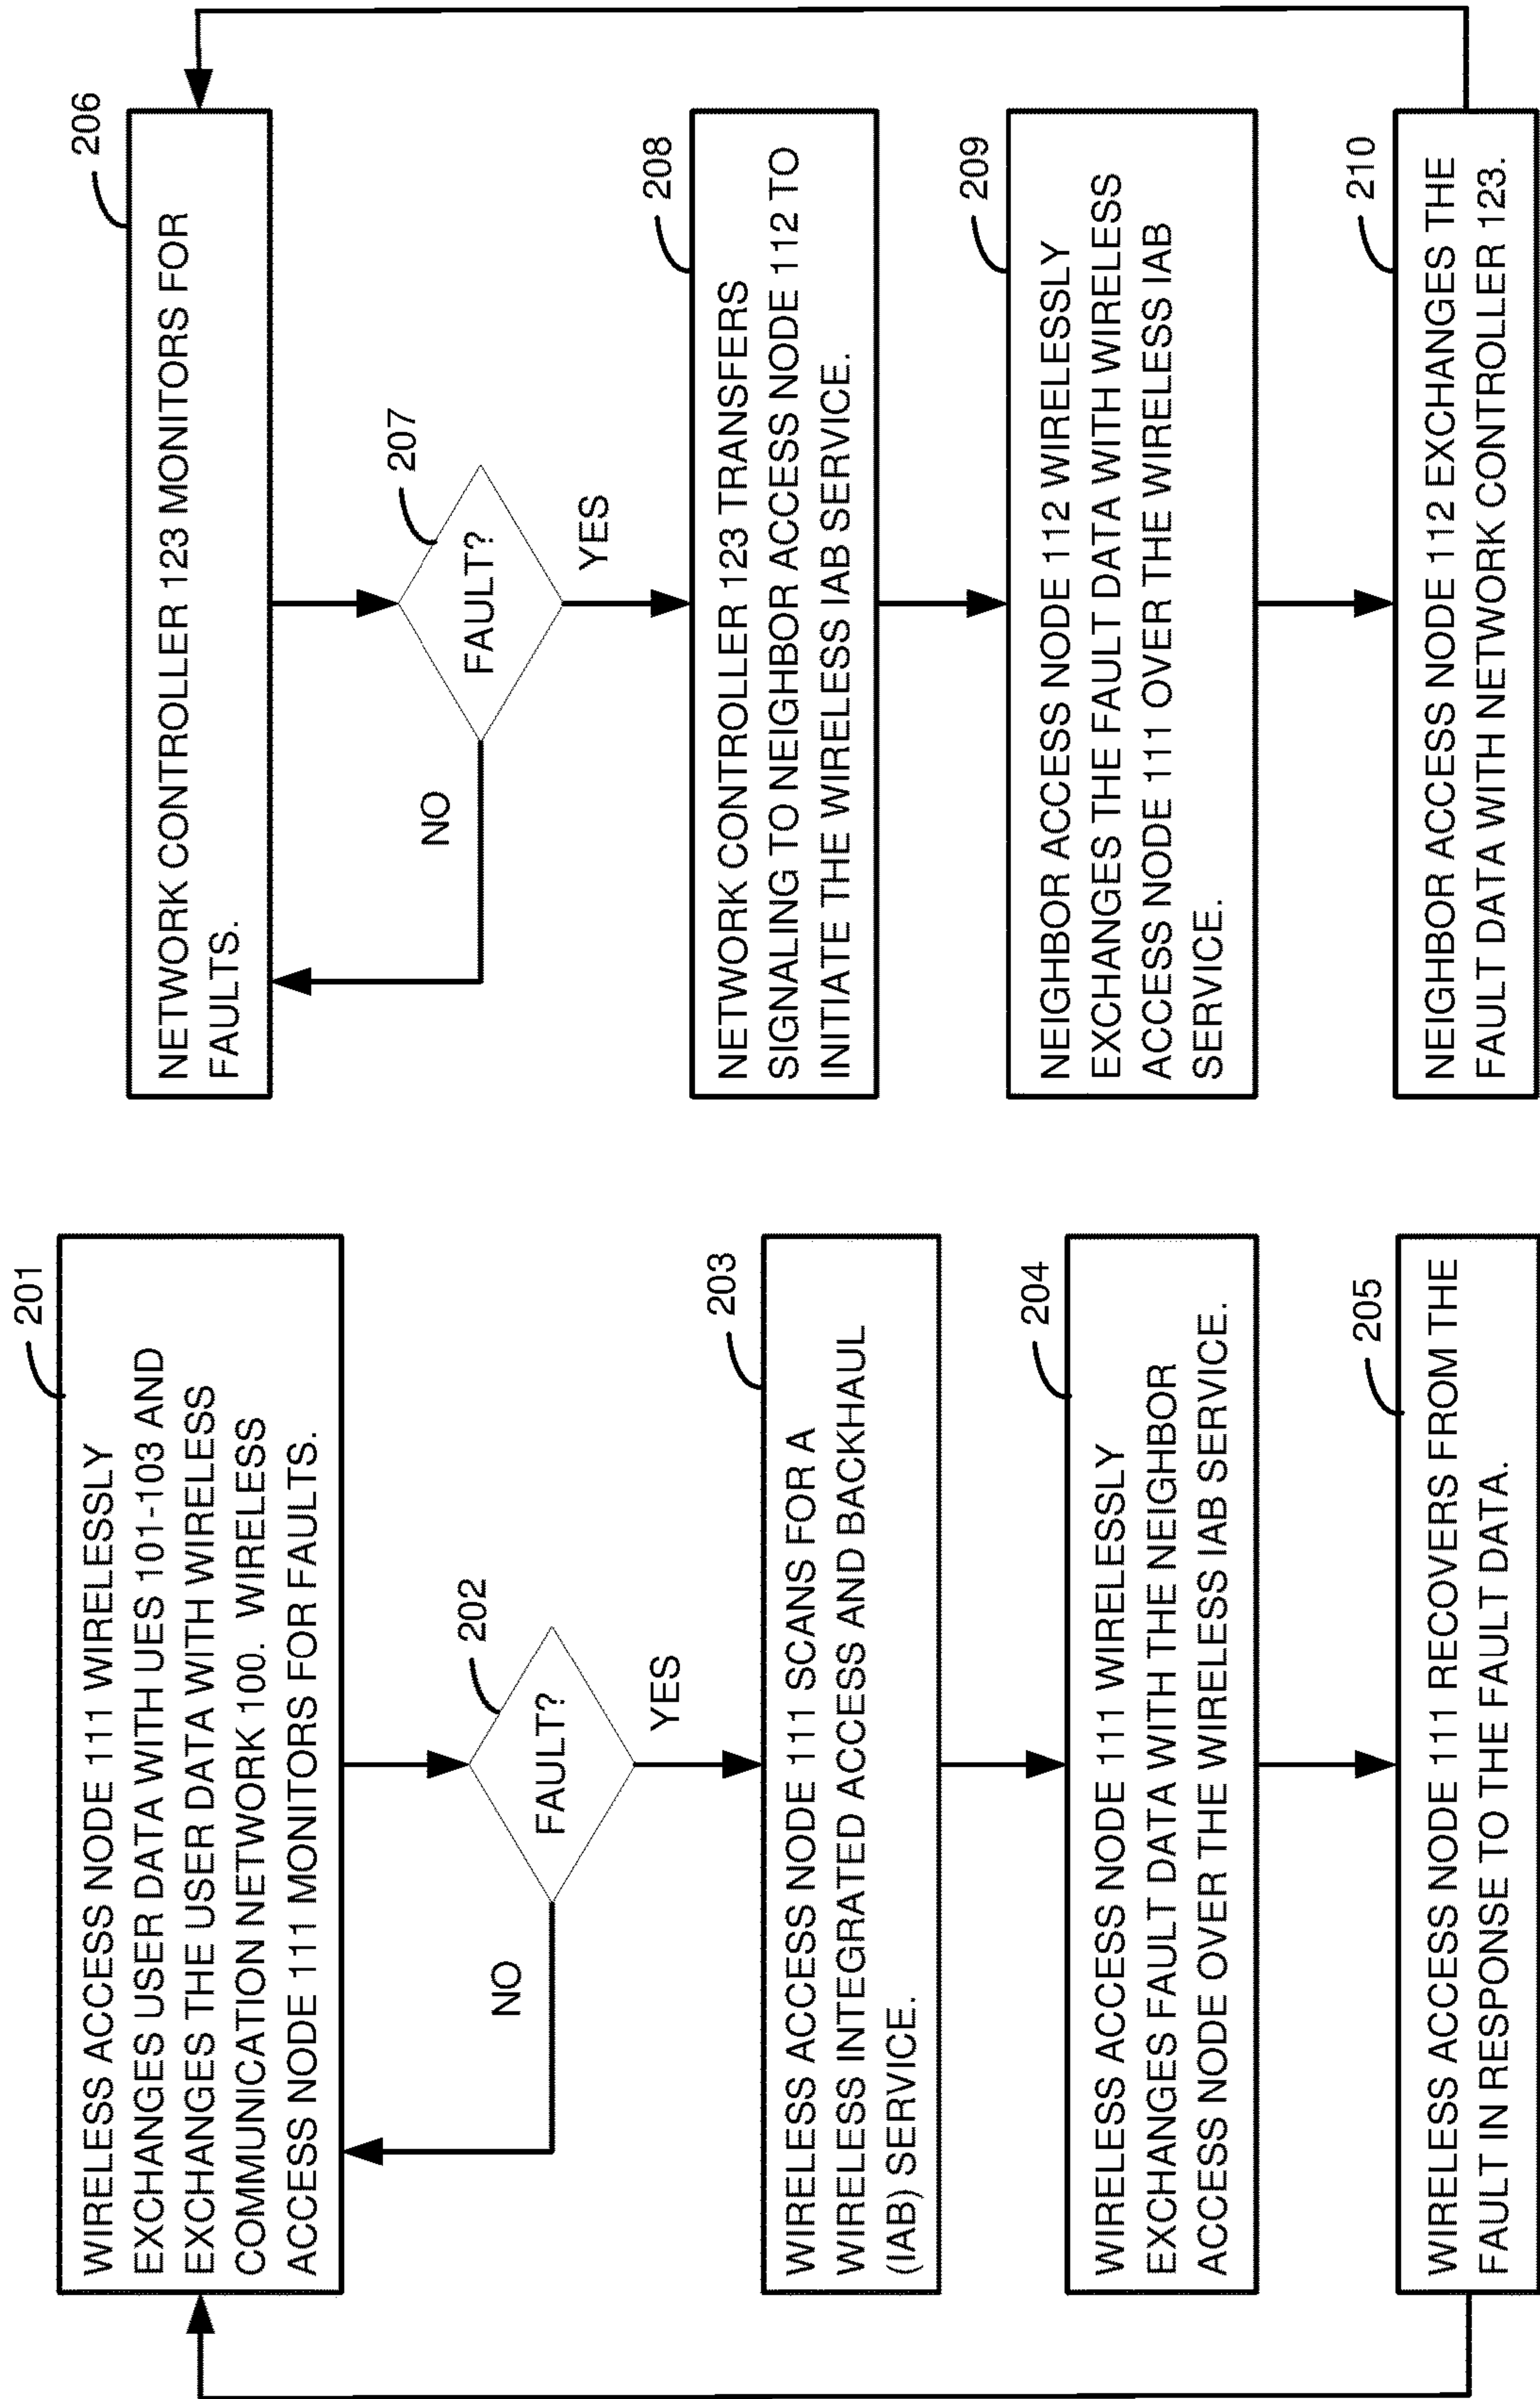 201
WIRELESS ACCESS NODE 111 WIRELESSLY
EXCHANGES USER DATA WITH UES 101-103 AND
EXCHANGES THE USER DATA WITH WIRELESS
COMMUNICATION NETWORK 100. WIRELESS
ACCESS NODE 111 MONITORS FOR FAULTS.
202
FAULT?
NO
YES
203
WIRELESS ACCESS NODE 111 SCANS FOR A
WIRELESS INTEGRATED ACCESS AND BACKHAUL
(IAB) SERVICE.
204
WIRELESS ACCESS NODE 111 WIRELESSLY
EXCHANGES FAULT DATA WITH THE NEIGHBOR
ACCESS NODE OVER THE WIRELESS IAB SERVICE.
205
WIRELESS ACCESS NODE 111 RECOVERS FROM THE
FAULT IN RESPONSE TO THE FAULT DATA.
206
NETWORK CONTROLLER 123 MONITORS FOR
FAULTS.
207
FAULT?
NO
YES
208
NETWORK CONTROLLER 123 TRANSFERS
SIGNALING TO NEIGHBOR ACCESS NODE 112 TO
INITIATE THE WIRELESS IAB SERVICE.
209
NEIGHBOR ACCESS NODE 112 WIRELESSLY
EXCHANGES THE FAULT DATA WITH WIRELESS
ACCESS NODE 111 OVER THE WIRELESS IAB
SERVICE.
210
NEIGHBOR ACCESS NODE 112 EXCHANGES THE
FAULT DATA WITH NETWORK CONTROLLER 123.